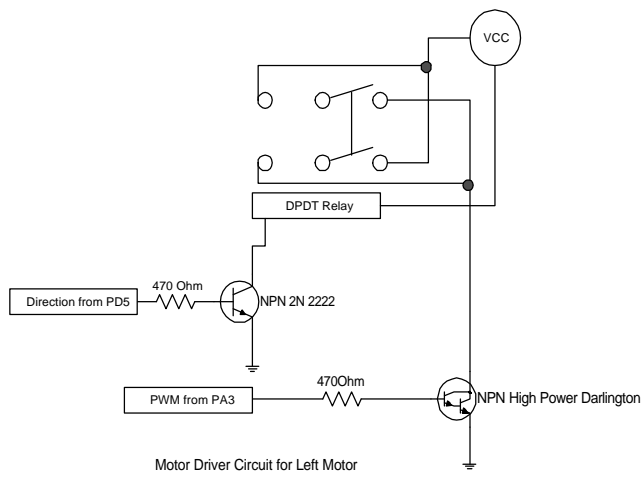 VCC
DPDT Relay
470 Ohm
Direction from PD5
NPN 2N 2222
470Ohm
PWM from PA3
NPN High Power Darlington
Motor Driver Circuit for Left Motor